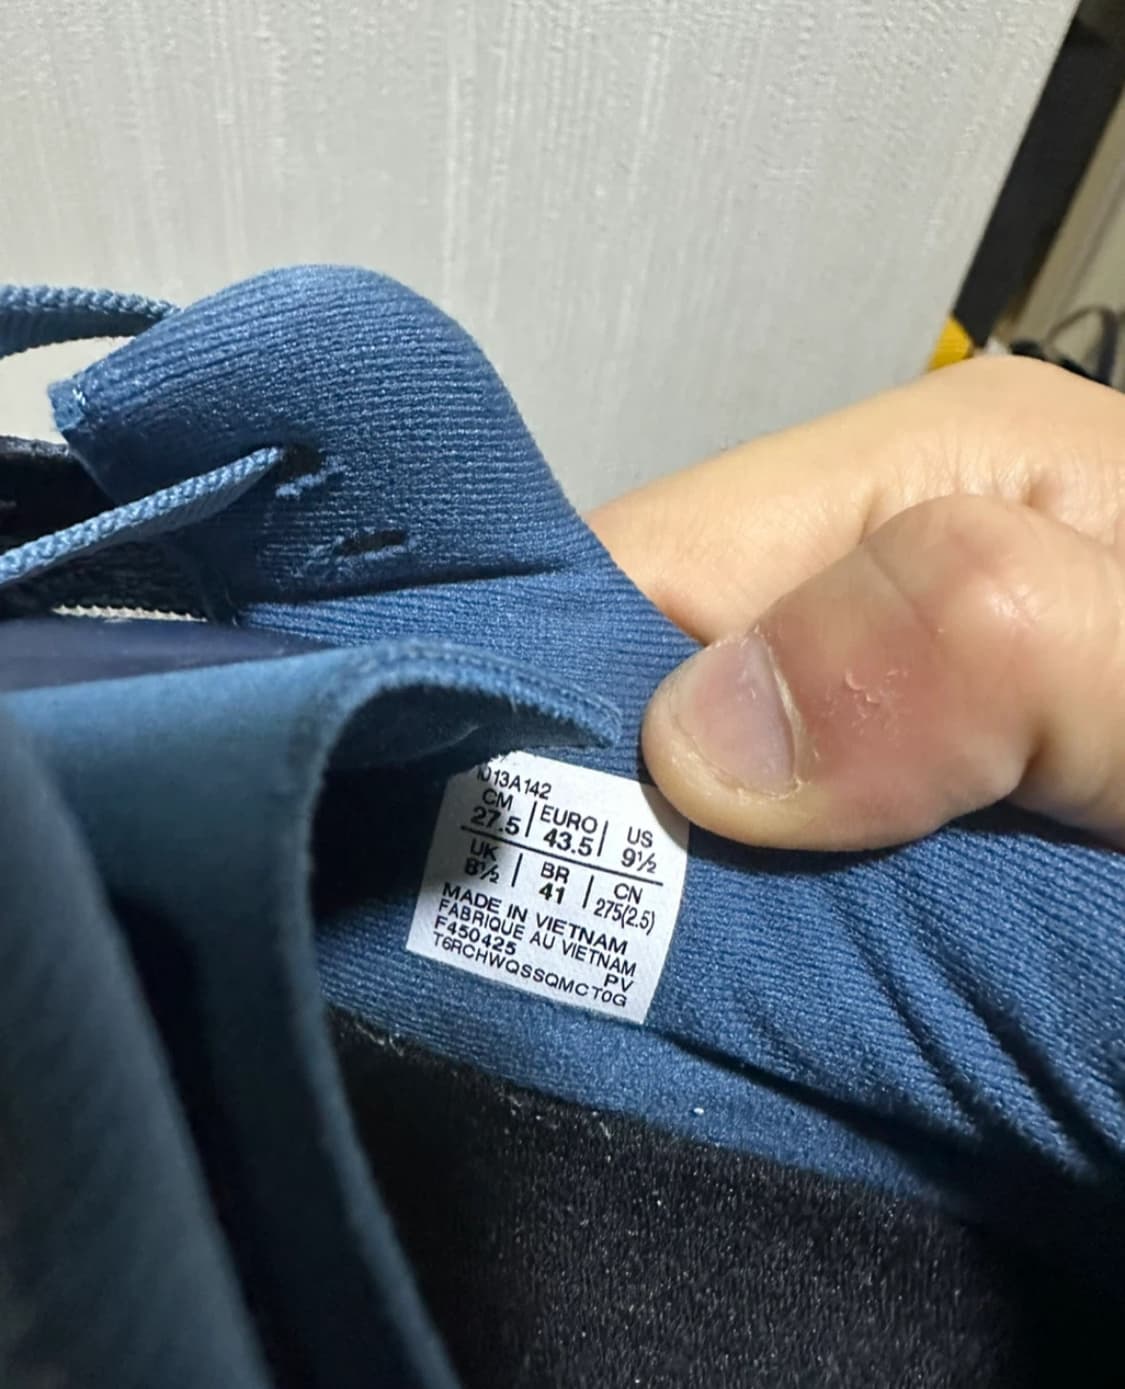 1013A142
CM | EURO | US
27.5 | 43.5 | 9½
UK | BR | CN
8½ | 41 | 275(2.5)
MADE IN VIETNAM
FABRIQUE AU VIETNAM
F450425 PV
T6RCHWQSSQMCT0G